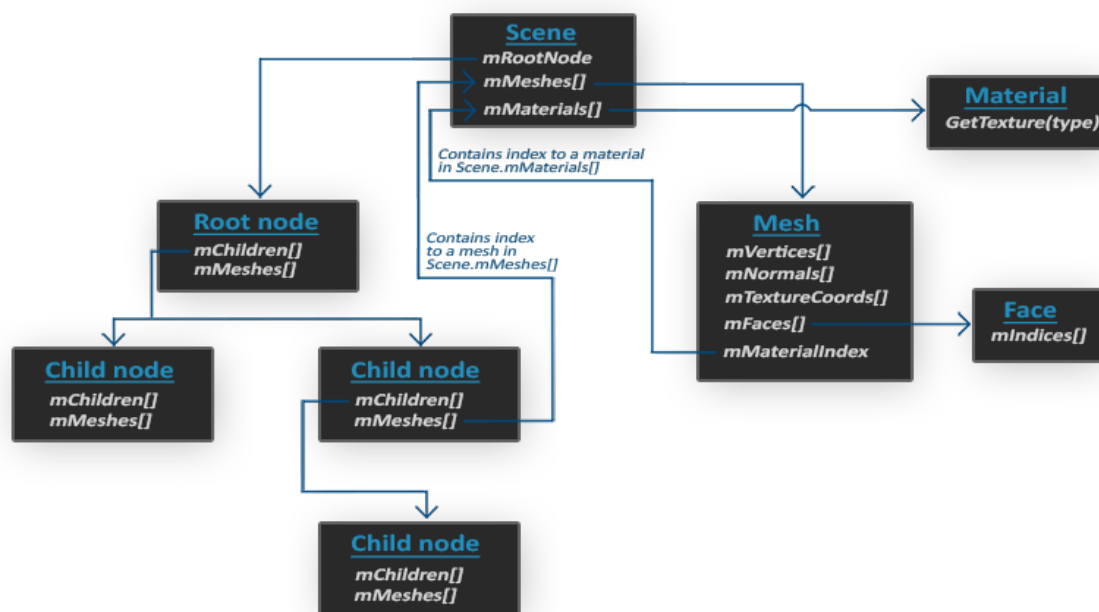 Scene
mRootNode
mMeshes[]
mMaterials[]
Material
GetTexture(type)
Contains index to a material
in Scene.mMaterials[]
Root node
mChildren[]
mMeshes[]
Contains index
to a mesh in
Scene.mMeshes[]
Mesh
mVertices[]
mNormals[]
mTextureCoords[]
mFaces[]
mMaterialIndex
Face
mIndices[]
Child node
mChildren[]
mMeshes[]
Child node
mChildren[]
mMeshes[]
Child node
mChildren[]
mMeshes[]